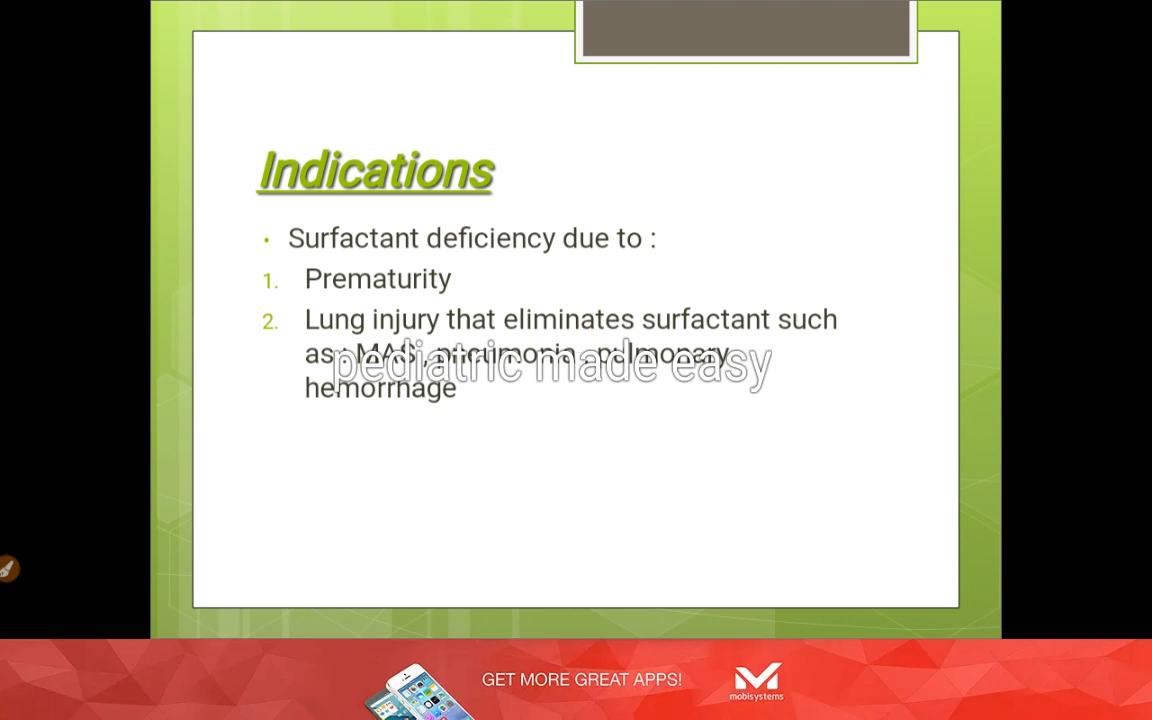 Indications
• Surfactant deficiency due to :
1. Prematurity
2. Lung injury that eliminates surfactant such
as : MAS , pneumonia , pulmonary
hemorrhage
pediatric made easy
GET MORE GREAT APPS!
mobisystems